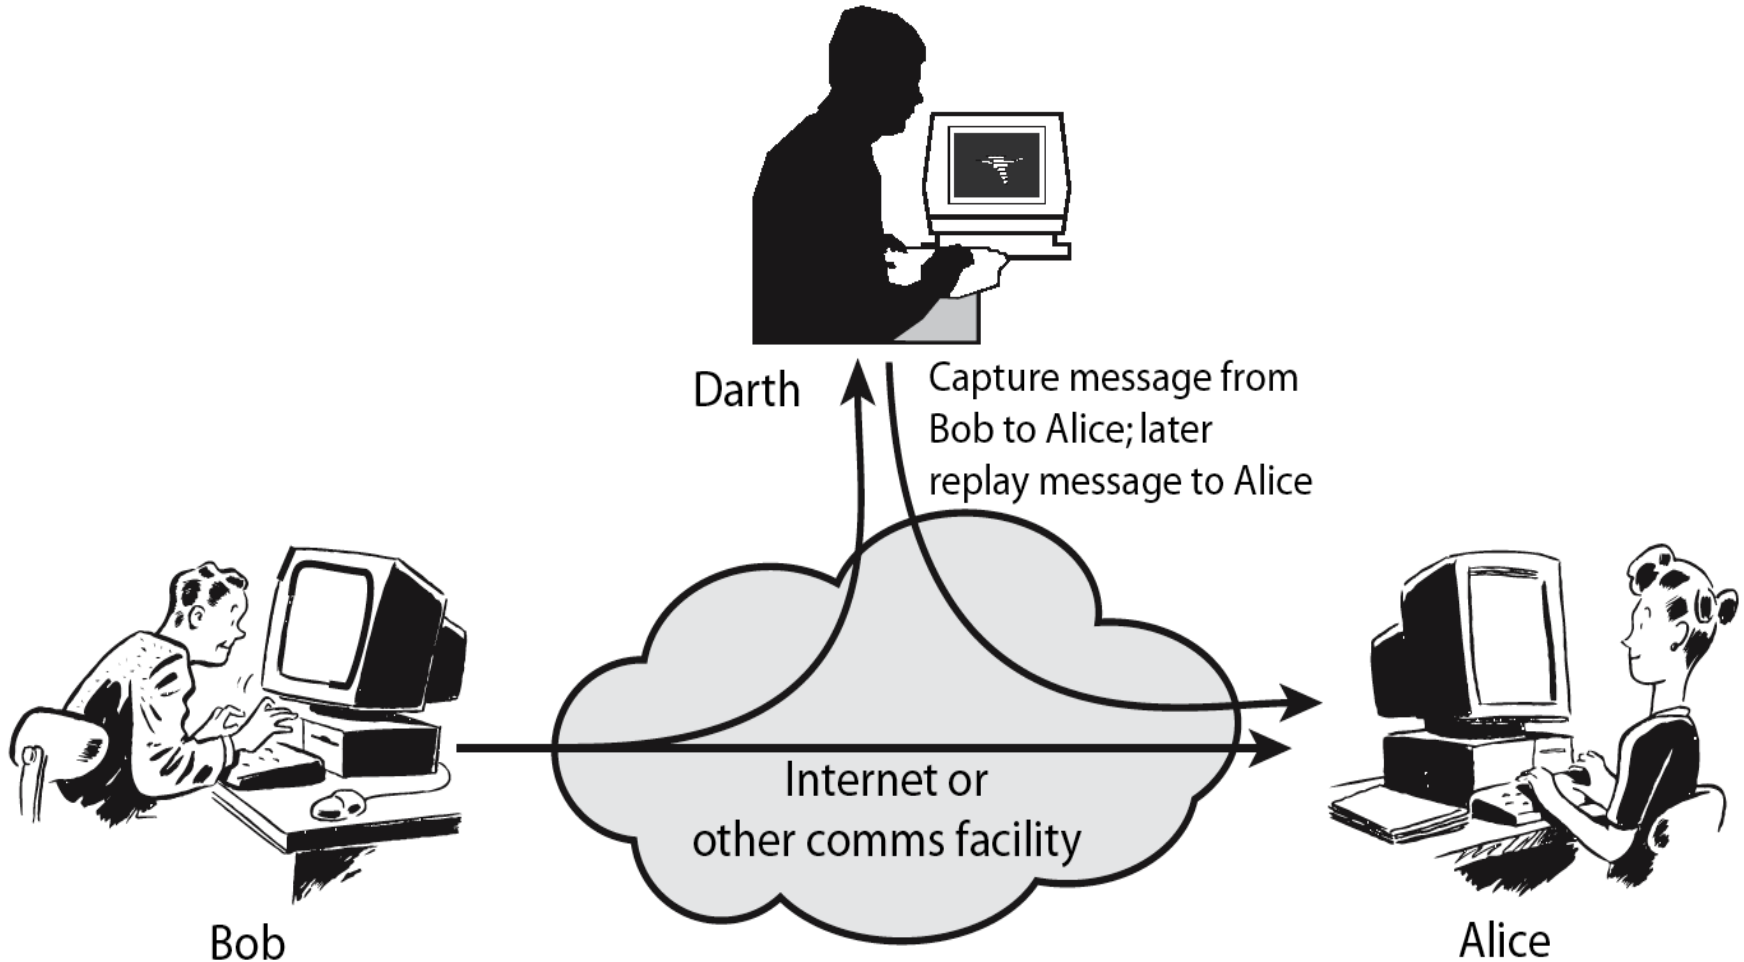 Darth
Capture message from
Bob to Alice; later
replay message to Alice
Internet or
other comms facility
Bob
Alice